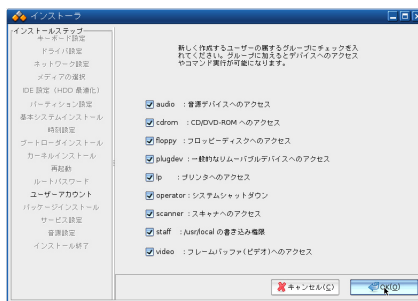 インストーラ
インストールステップ
キーボード設定
ドライバ設定
ネットワーク設定
メディアの選択
IDE 設定 (HDD 最適化)
パーティション設定
基本システムインストール
時刻設定
ブートローダインストール
カーネルインストール
再起動
ルートパスワード
ユーザーアカウント
パッケージインストール
サービス設定
音源設定
インストール終了
新しく作成するユーザーの属するグループにチェックを入
れてください。グループに加えるとデバイスへのアクセス
やコマンド実行が可能になります。
audio : 音源デバイスへのアクセス
cdrom : CD/DVD-ROM へのアクセス
floppy : フロッピーディスクへのアクセス
plugdev : 一般的なリムーバブルデバイスへのアクセス
lp : プリンタへのアクセス
operator : システムシャットダウン
scanner : スキャナへのアクセス
staff : /usr/local の書き込み権限
video : フレームバッファ(ビデオ)へのアクセス
キャンセル(C)
OK(O)